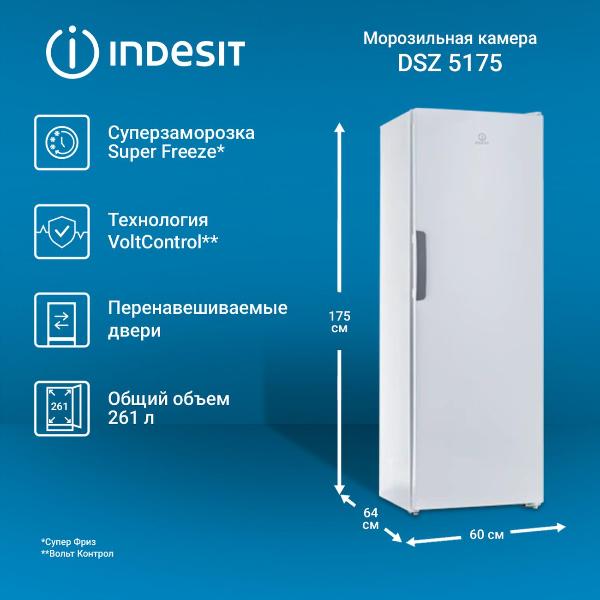 INDESIT
Морозильная камера
DSZ 5175
Суперзаморозка
Super Freeze*
Технология
VoltControl**
Перенавешиваемые
двери
261
Общий объем
261 л
175
см
64
см
60 см
*Супер Фриз
**Вольт Контрол